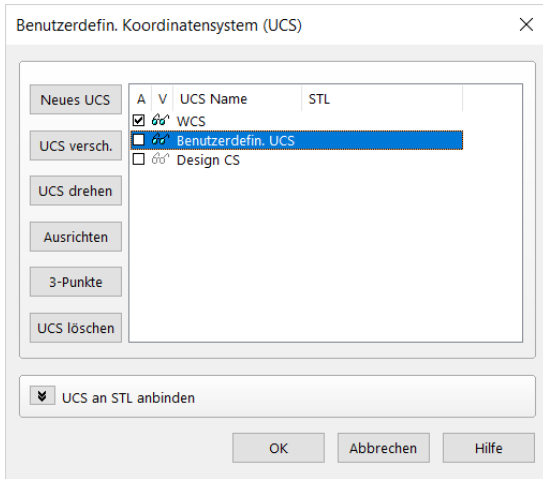 Benutzerdefin. Koordinatensystem (UCS)
Neues UCS
UCS versch.
UCS drehen
Ausrichten
3-Punkte
UCS löschen
A V UCS Name STL
WCS
Benutzerdefin. UCS
Design CS
UCS an STL anbinden
OK Abbrechen Hilfe